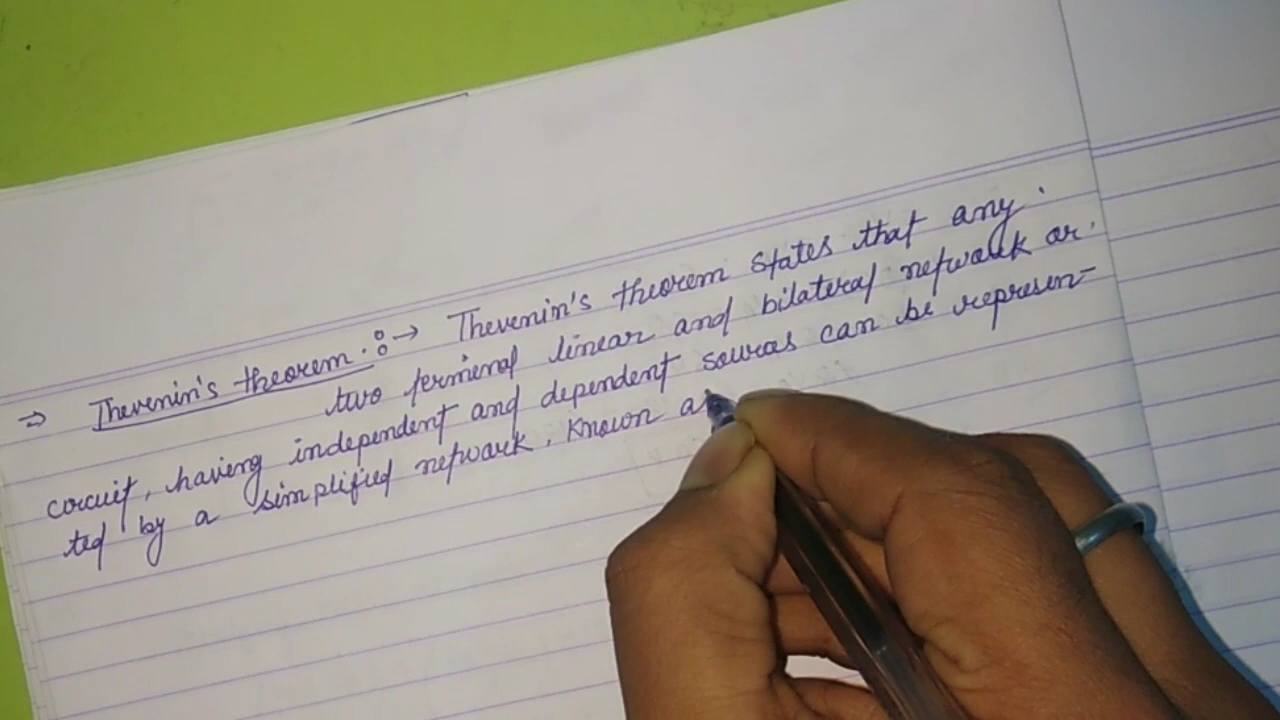 ⇒ Thevenin's theorem :→ Thevenin's theorem states that any
two terminal linear and bilateral network or
circuit, having independent and dependent sources can be represen-
ted by a simplified network, known as